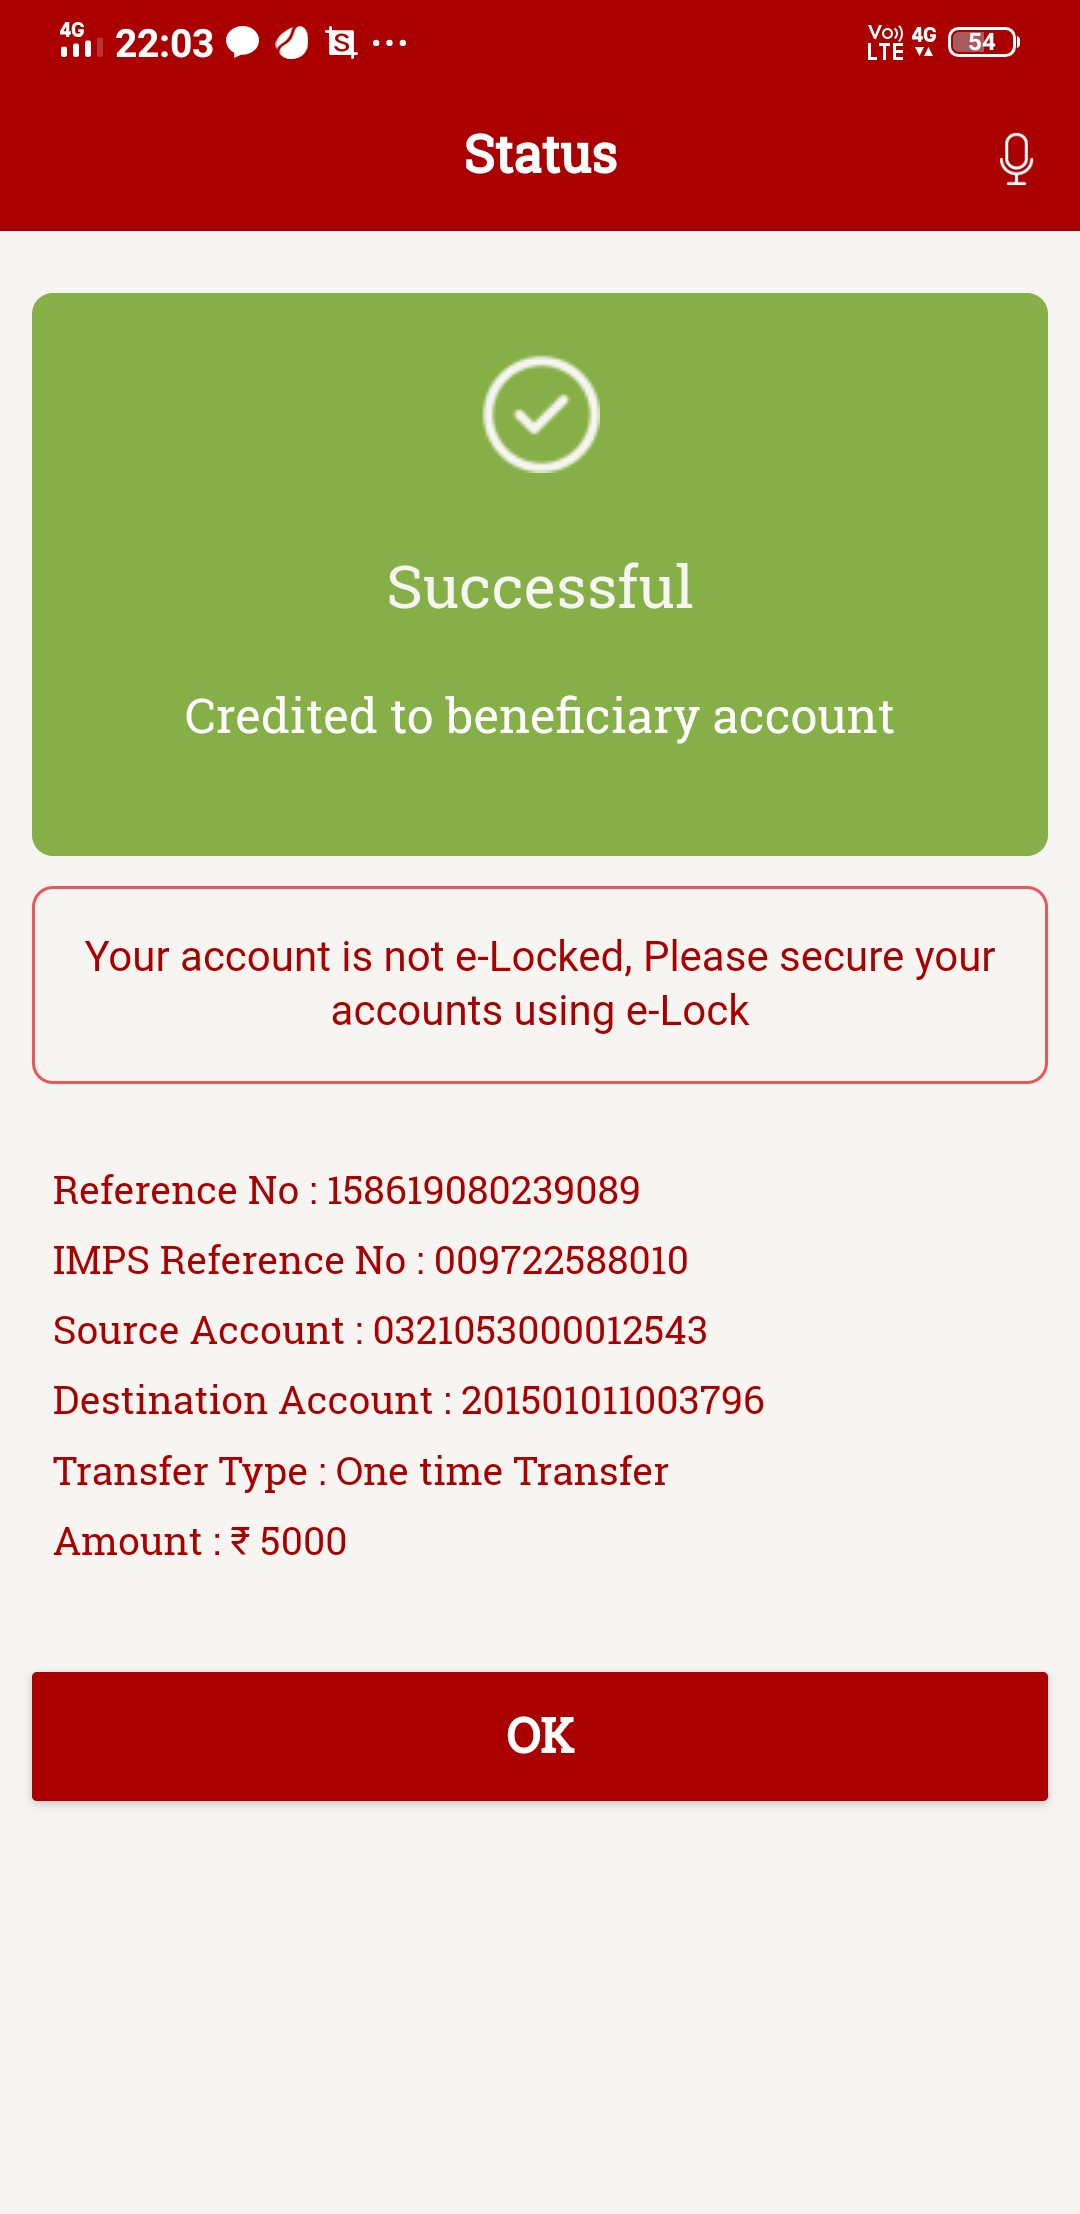 4G 22:03 S ... Vo)) LTE 4G 54
Status
Successful
Credited to beneficiary account
Your account is not e-Locked, Please secure your
accounts using e-Lock
Reference No : 158619080239089
IMPS Reference No : 009722588010
Source Account : 0321053000012543
Destination Account : 201501011003796
Transfer Type : One time Transfer
Amount : ₹ 5000
OK